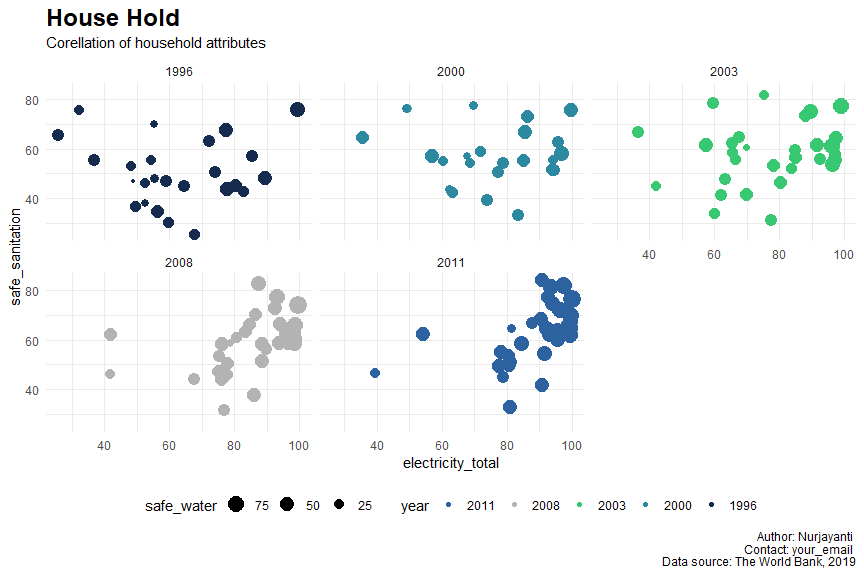 House Hold
Corellation of household attributes
1996
2000
2003
80
60
40
40
60
80
100
2008
2011
80
60
40
40
60
80
100
40
60
80
100
safe_sanitation
electricity_total
safe_water 75 50 25 year 2011 2008 2003 2000 1996
Author: Nurjayanti
Contact: your_email
Data source: The World Bank, 2019